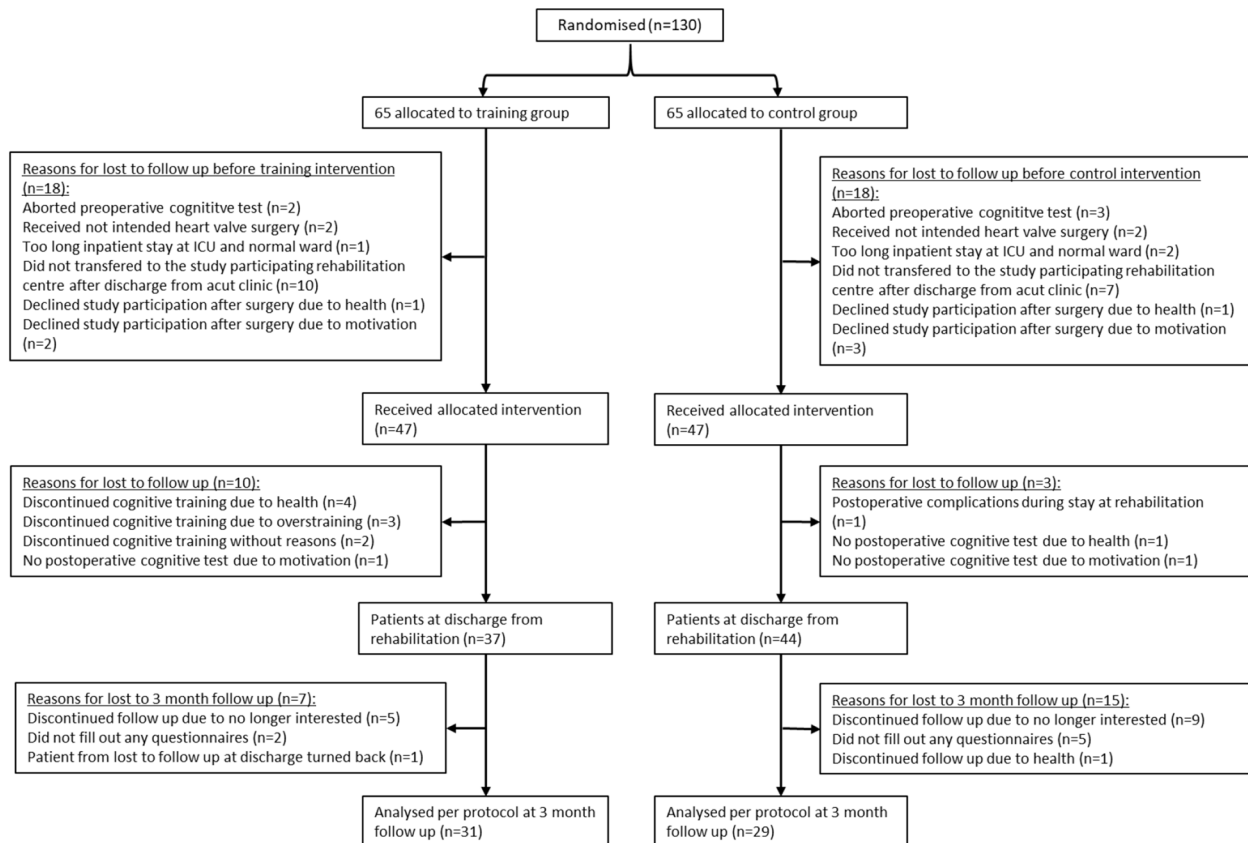 Randomised (n=130)
65 allocated to training group
65 allocated to control group
Reasons for lost to follow up before training intervention
(n=18):
Aborted preoperative cognititve test (n=2)
Received not intended heart valve surgery (n=2)
Too long inpatient stay at ICU and normal ward (n=1)
Did not transfered to the study participating rehabilitation
centre after discharge from acut clinic (n=10)
Declined study participation after surgery due to health (n=1)
Declined study participation after surgery due to motivation
(n=2)
Reasons for lost to follow up before control intervention
(n=18):
Aborted preoperative cognititve test (n=3)
Received not intended heart valve surgery (n=2)
Too long inpatient stay at ICU and normal ward (n=2)
Did not transfered to the study participating rehabilitation
centre after discharge from acut clinic (n=7)
Declined study participation after surgery due to health (n=1)
Declined study participation after surgery due to motivation
(n=3)
Received allocated intervention
(n=47)
Received allocated intervention
(n=47)
Reasons for lost to follow up (n=10):
Discontinued cognitive training due to health (n=4)
Discontinued cognitive training due to overstraining (n=3)
Discontinued cognitive training without reasons (n=2)
No postoperative cognitive test due to motivation (n=1)
Reasons for lost to follow up (n=3):
Postoperative complications during stay at rehabilitation
(n=1)
No postoperative cognitive test due to health (n=1)
No postoperative cognitive test due to motivation (n=1)
Patients at discharge from
rehabilitation (n=37)
Patients at discharge from
rehabilitation (n=44)
Reasons for lost to 3 month follow up (n=7):
Discontinued follow up due to no longer interested (n=5)
Did not fill out any questionnaires (n=2)
Patient from lost to follow up at discharge turned back (n=1)
Reasons for lost to 3 month follow up (n=15):
Discontinued follow up due to no longer interested (n=9)
Did not fill out any questionnaires (n=5)
Discontinued follow up due to health (n=1)
Analysed per protocol at 3 month
follow up (n=31)
Analysed per protocol at 3 month
follow up (n=29)